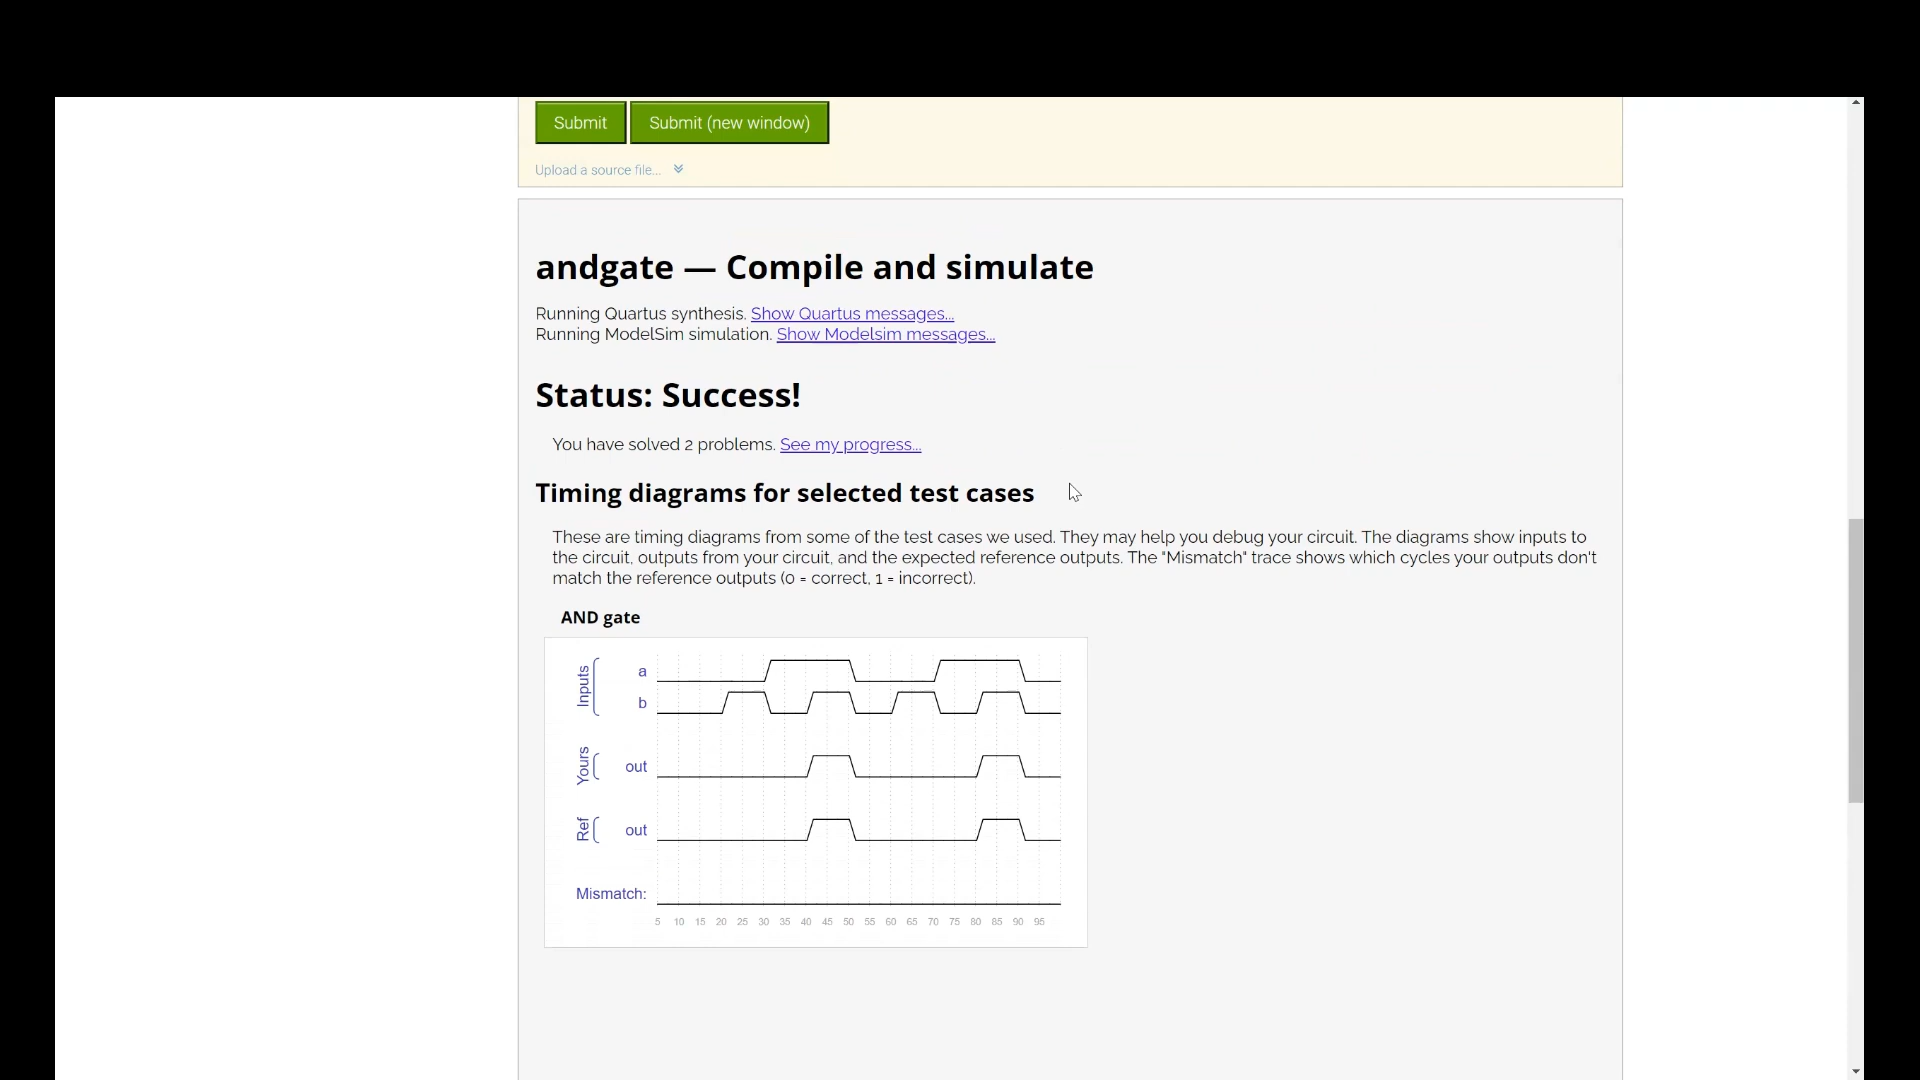 Submit Submit (new window)
Upload a source file...
andgate — Compile and simulate
Running Quartus synthesis. Show Quartus messages...
Running ModelSim simulation. Show Modelsim messages...
Status: Success!
You have solved 2 problems. See my progress...
Timing diagrams for selected test cases
These are timing diagrams from some of the test cases we used. They may help you debug your circuit. The diagrams show inputs to
the circuit, outputs from your circuit, and the expected reference outputs. The "Mismatch" trace shows which cycles your outputs don't
match the reference outputs (0 = correct, 1 = incorrect).
AND gate
Inputs
a
b
Yours
out
Ref
out
Mismatch:
5 10 15 20 25 30 35 40 45 50 55 60 65 70 75 80 85 90 95